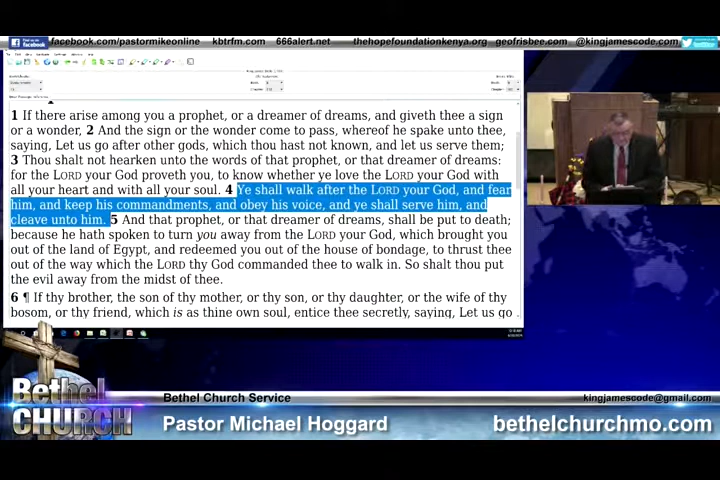 Find us on facebook
facebook.com/pastormikeonline kbtrfm.com 666alert.net thehopefoundationkenya.org geofrisbee.com @kingjamescode.com twitter
1 If there arise among you a prophet, or a dreamer of dreams, and giveth thee a sign
or a wonder, 2 And the sign or the wonder come to pass, whereof he spake unto thee,
saying, Let us go after other gods, which thou hast not known, and let us serve them;
3 Thou shalt not hearken unto the words of that prophet, or that dreamer of dreams:
for the LORD your God proveth you, to know whether ye love the LORD your God with
all your heart and with all your soul. 4 Ye shall walk after the LORD your God, and fear
him, and keep his commandments, and obey his voice, and ye shall serve him, and
cleave unto him. 5 And that prophet, or that dreamer of dreams, shall be put to death;
because he hath spoken to turn you away from the LORD your God, which brought you
out of the land of Egypt, and redeemed you out of the house of bondage, to thrust thee
out of the way which the LORD thy God commanded thee to walk in. So shalt thou put
the evil away from the midst of thee.
6 ¶ If thy brother, the son of thy mother, or thy son, or thy daughter, or the wife of thy
bosom, or thy friend, which is as thine own soul, entice thee secretly, saying, Let us go
Bethel
CHURCH
Bethel Church Service kingjamescode@gmail.com
Pastor Michael Hoggard bethelchurchmo.com